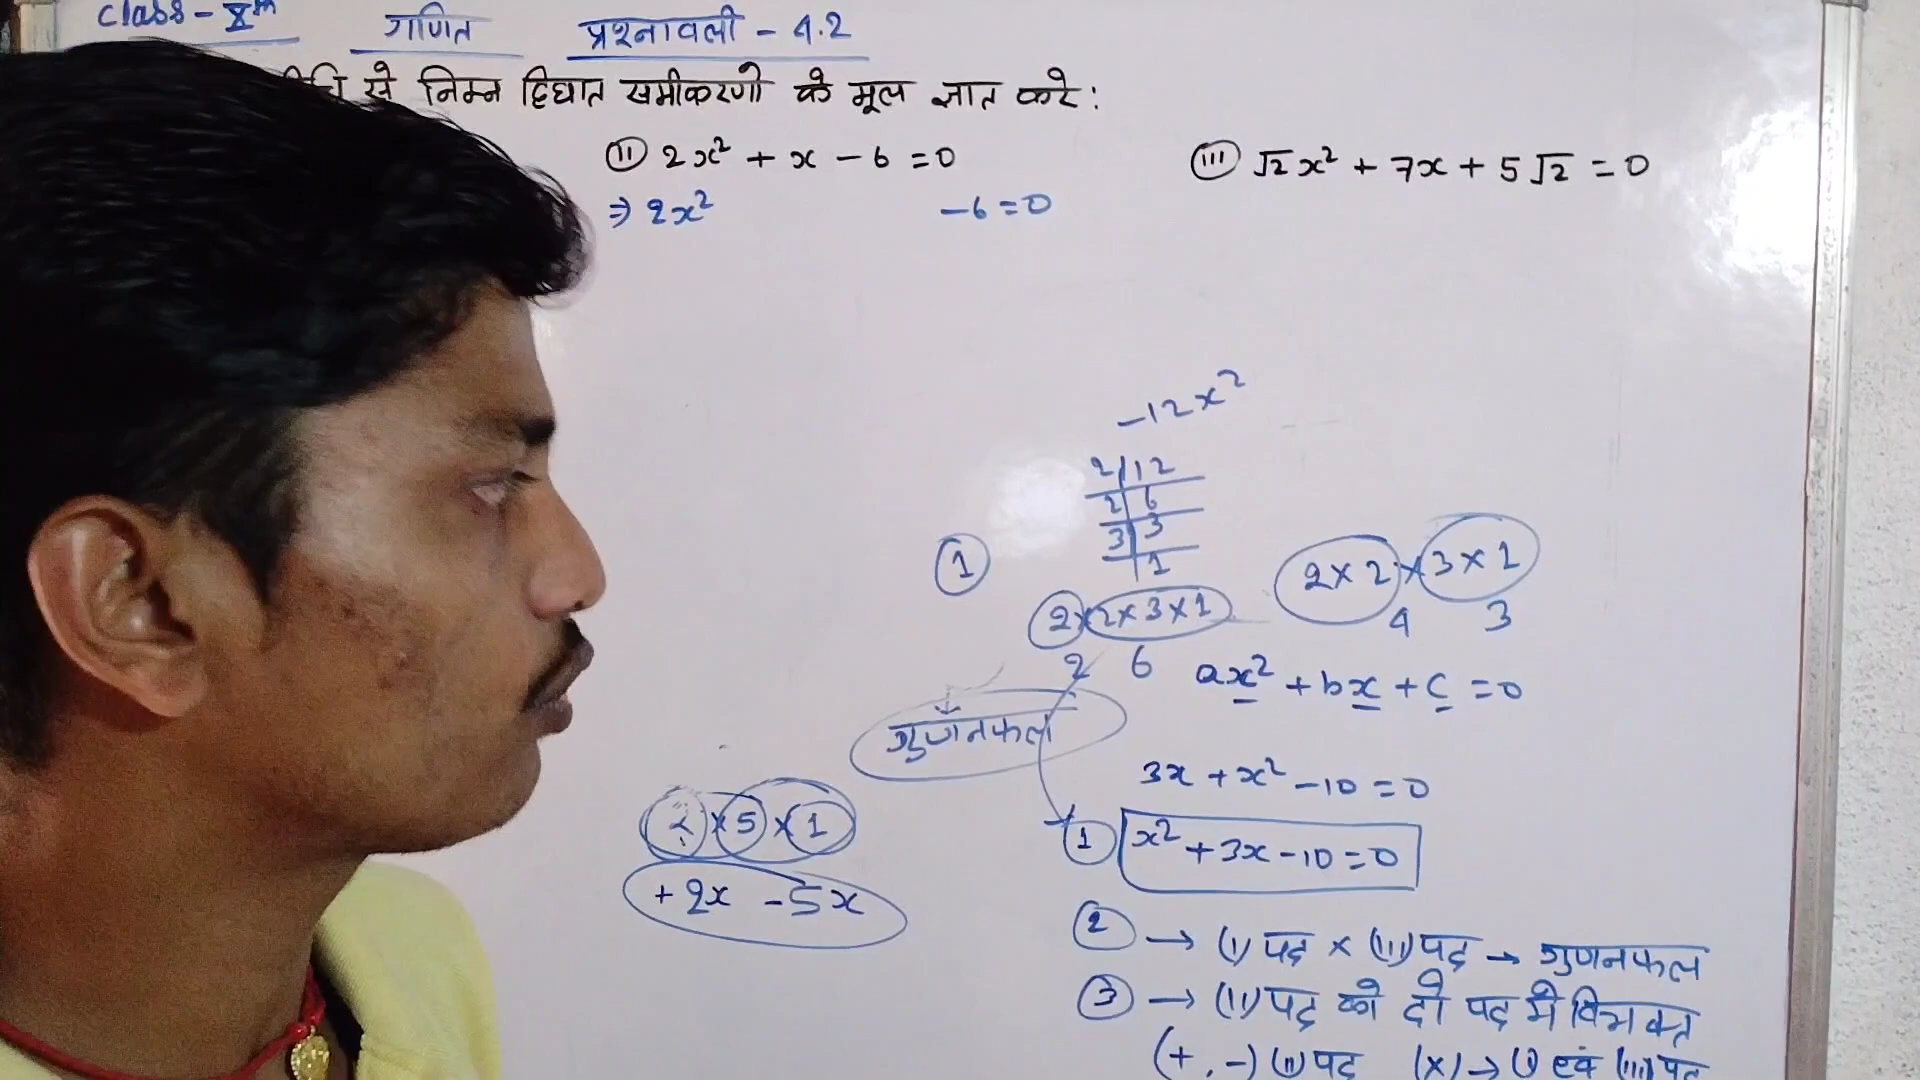 Class - Xth गणित प्रश्नावली - 4.2
से निम्न द्विघात समीकरणो के मूल ज्ञात करे :
(ii) 2x² + x - 6 = 0
⇒ 2x² -6 = 0
(iii) √2x² + 7x + 5√2 = 0
-12x²
2|12
2|6
3|3
1
1
2×2×3×1
2 6
2×2×3×1
4 3
ax² + bx + c = 0
गुणनफल
3x + x² - 10 = 0
1 x² + 3x - 10 = 0
2×5×1
+2x -5x
2 → (i) पद × (iii) पद → गुणनफल
3 → (ii) पद को दो पद मे विभक्त
(+, -) (ii) पद (×) → (i) एवं (iii) पद